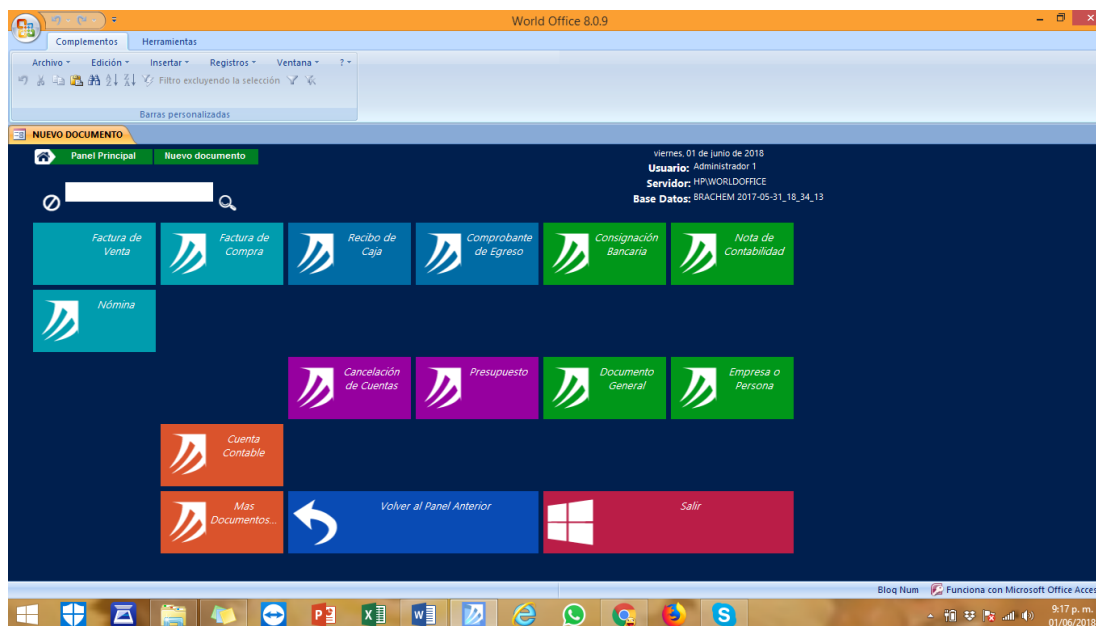 World Office 8.0.9
Complementos Herramientas
Archivo Edición Insertar Registros Ventana ?
Filtro excluyendo la selección
Barras personalizadas
NUEVO DOCUMENTO
Panel Principal Nuevo documento
viernes, 01 de junio de 2018
Usuario: Administrador 1
Servidor: HP\WORLDOFFICE
Base Datos: BRACHEM 2017-05-31_18_34_13
Factura de
Venta
Factura de
Compra
Recibo de
Caja
Comprobante
de Egreso
Consignación
Bancaria
Nota de
Contabilidad
Nómina
Cancelación
de Cuentas
Presupuesto
Documento
General
Empresa o
Persona
Cuenta
Contable
Mas
Documentos...
Volver al Panel Anterior
Salir
Bloq Num Funciona con Microsoft Office Acces
9:17 p. m.
01/06/2018